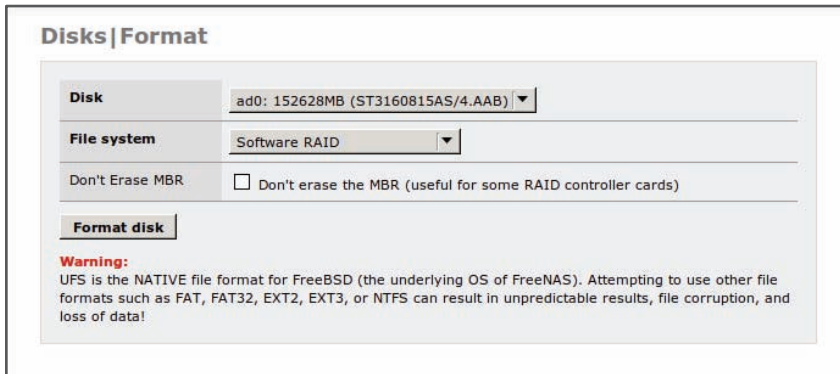 Disks|Format
Disk
ad0: 152628MB (ST3160815AS/4.AAB)
File system
Software RAID
Don't Erase MBR
Don't erase the MBR (useful for some RAID controller cards)
Format disk
Warning:
UFS is the NATIVE file format for FreeBSD (the underlying OS of FreeNAS). Attempting to use other file
formats such as FAT, FAT32, EXT2, EXT3, or NTFS can result in unpredictable results, file corruption, and
loss of data!